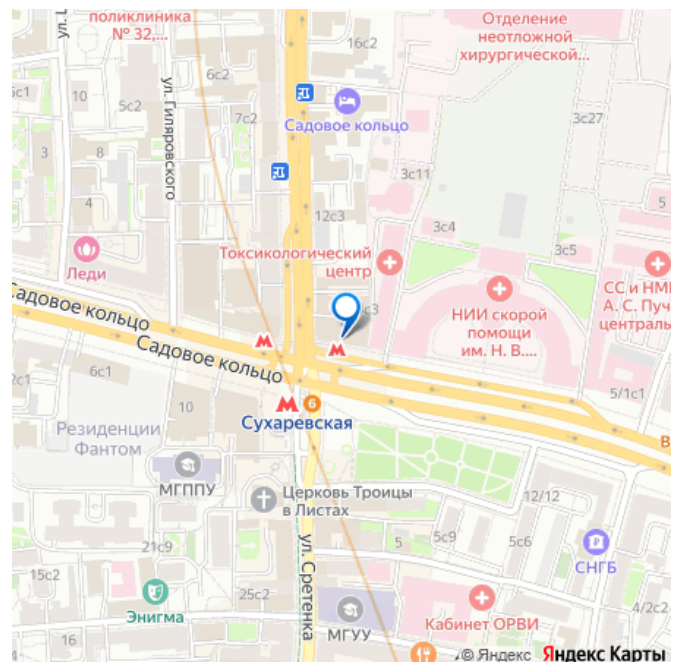 поликлиника
№ 32,...
Отделение
неотложной
хирургической...
16с2
6с2
5с1
10
5с2
7с2
Садовое кольцо
3с27
ул. Гиляровского
3
8
3с11
5
4
12с3
3с4
3с5
Токсикологический
центр
Леди
с3
НИИ скорой
помощи
им. Н. В....
СС и НМП
А. С. Пуч
централь
Садовое кольцо
Садовое кольцо
6с1
5/1с1
10
6
Сухаревская
Резиденции
Фантом
МГППУ
Церковь Троицы
в Листах
12/12
21с9
5
5с9
5с6
СНГБ
15с2
ул. Сретенка
Энигма
25с2
МГУУ
Кабинет ОРВИ
4/2с2
16
© Яндекс Яндекс Карты